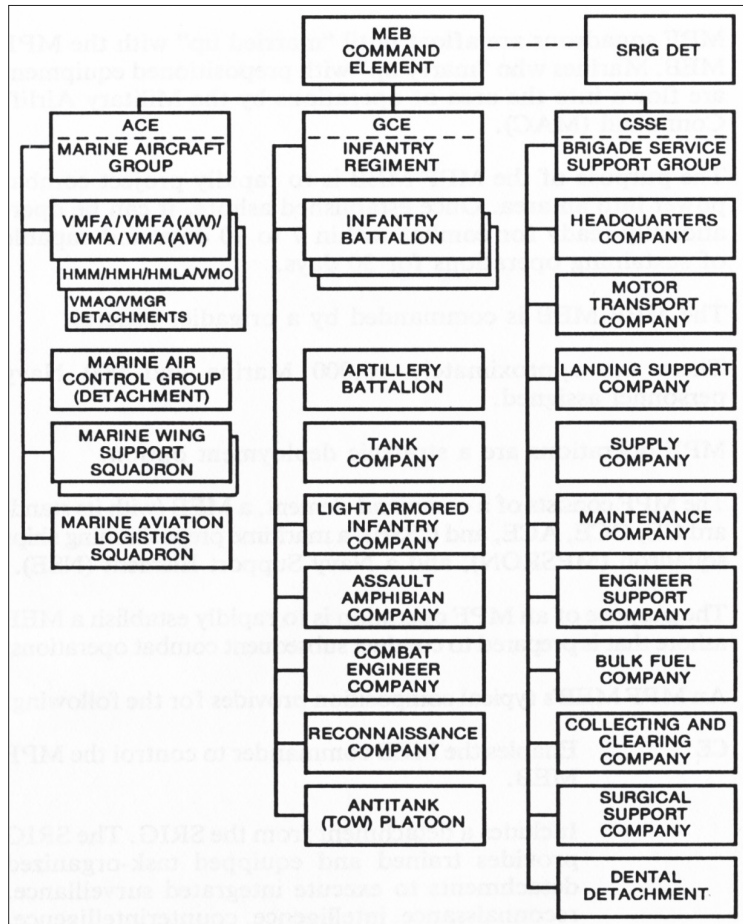 MEB
COMMAND
ELEMENT
SRIG DET
ACE
MARINE AIRCRAFT
GROUP
VMFA/VMFA(AW)/
VMA/VMA(AW)
HMM/HMH/HMLA/VMO
VMAQ/VMGR
DETACHMENTS
MARINE AIR
CONTROL GROUP
(DETACHMENT)
MARINE WING
SUPPORT
SQUADRON
MARINE AVIATION
LOGISTICS
SQUADRON
GCE
INFANTRY
REGIMENT
INFANTRY
BATTALION
ARTILLERY
BATTALION
TANK
COMPANY
LIGHT ARMORED
INFANTRY
COMPANY
ASSAULT
AMPHIBIAN
COMPANY
COMBAT
ENGINEER
COMPANY
RECONNAISSANCE
COMPANY
ANTITANK
(TOW) PLATOON
CSSE
BRIGADE SERVICE
SUPPORT GROUP
HEADQUARTERS
COMPANY
MOTOR
TRANSPORT
COMPANY
LANDING SUPPORT
COMPANY
SUPPLY
COMPANY
MAINTENANCE
COMPANY
ENGINEER
SUPPORT
COMPANY
BULK FUEL
COMPANY
COLLECTING AND
CLEARING
COMPANY
SURGICAL
SUPPORT
COMPANY
DENTAL
DETACHMENT